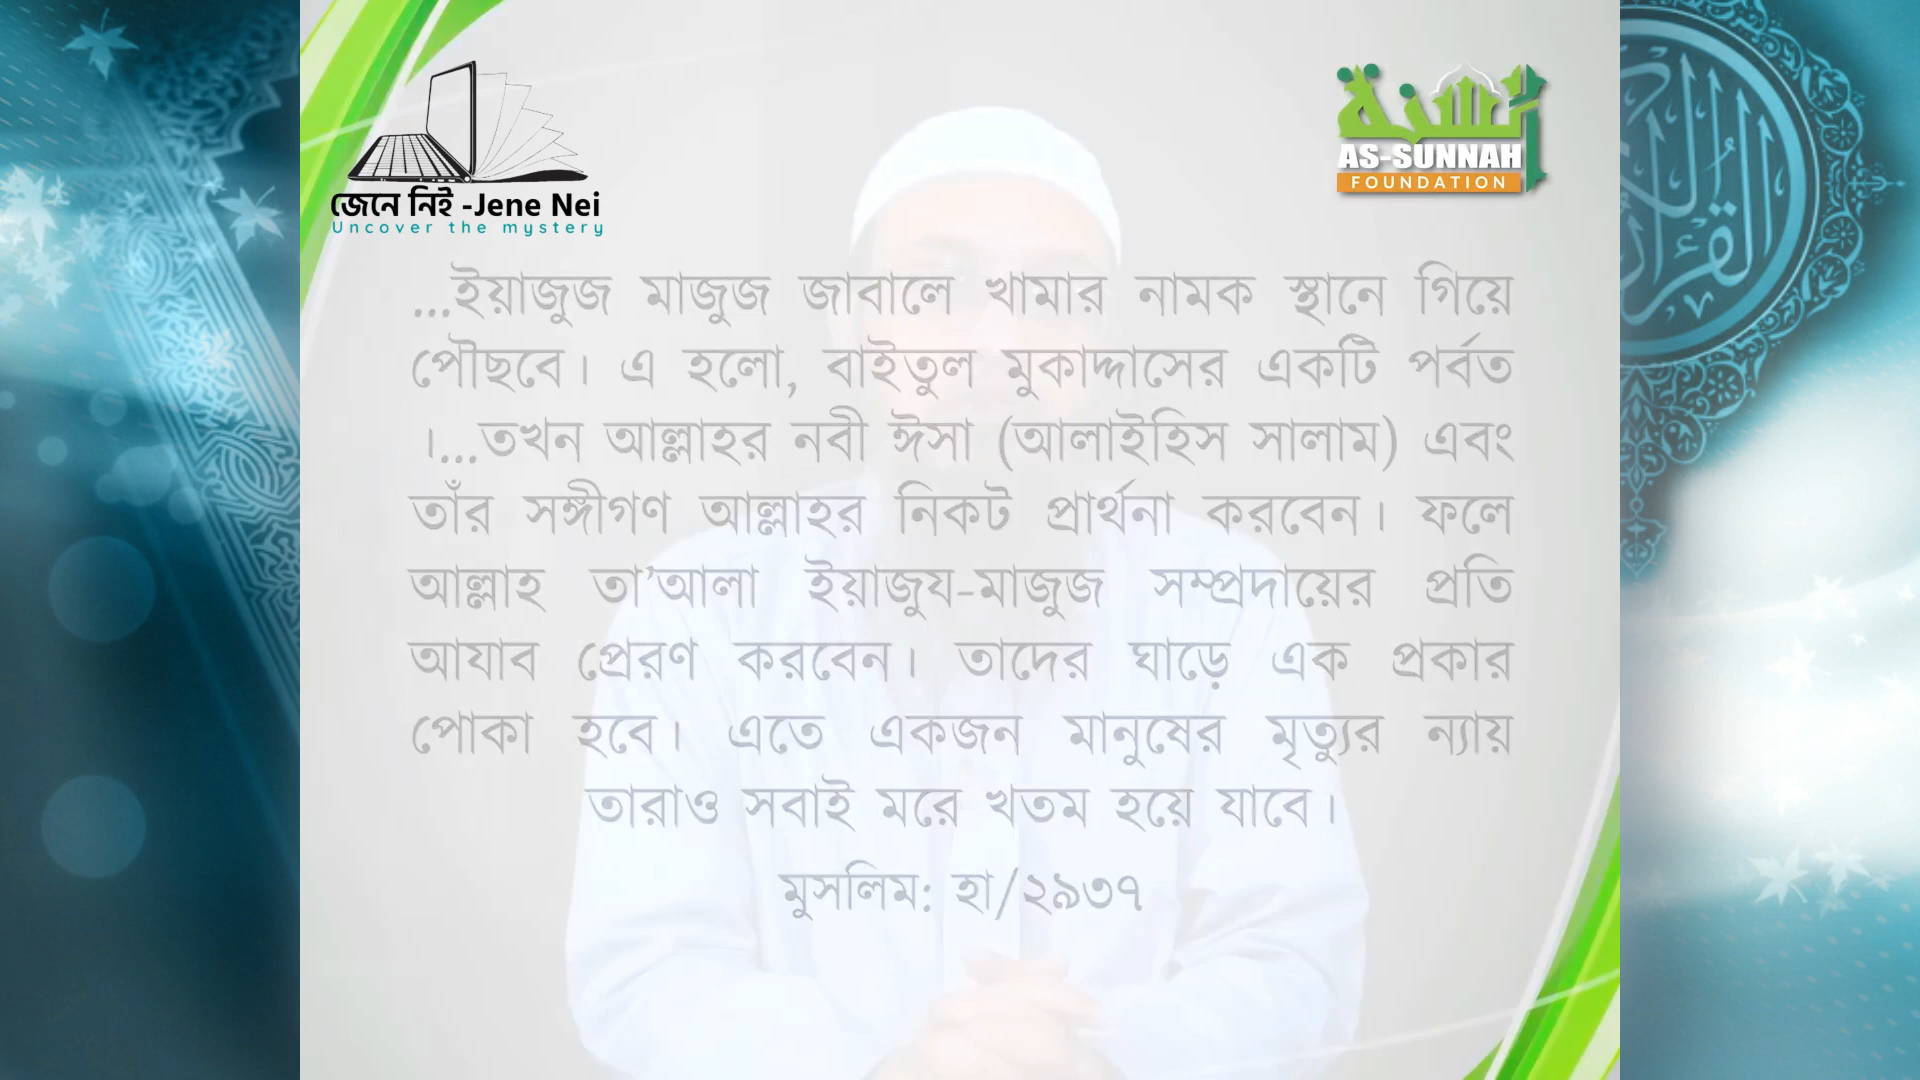 জেনে নিই -Jene Nei
Uncover the mystery
السنة
AS-SUNNAH
FOUNDATION
...ইয়াজুজ মাজুজ জাবালে খামার নামক স্থানে গিয়ে
পৌছবে। এ হলো, বাইতুল মুকাদ্দাসের একটি পর্বত
।...তখন আল্লাহর নবী ঈসা (আলাইহিস সালাম) এবং
তাঁর সঙ্গীগণ আল্লাহর নিকট প্রার্থনা করবেন। ফলে
আল্লাহ তা’আলা ইয়াজুয-মাজুজ সম্প্রদায়ের প্রতি
আযাব প্রেরণ করবেন। তাদের ঘাড়ে এক প্রকার
পোকা হবে। এতে একজন মানুষের মৃত্যুর ন্যায়
তারাও সবাই মরে খতম হয়ে যাবে।
মুসলিম: হা/২৯৩৭